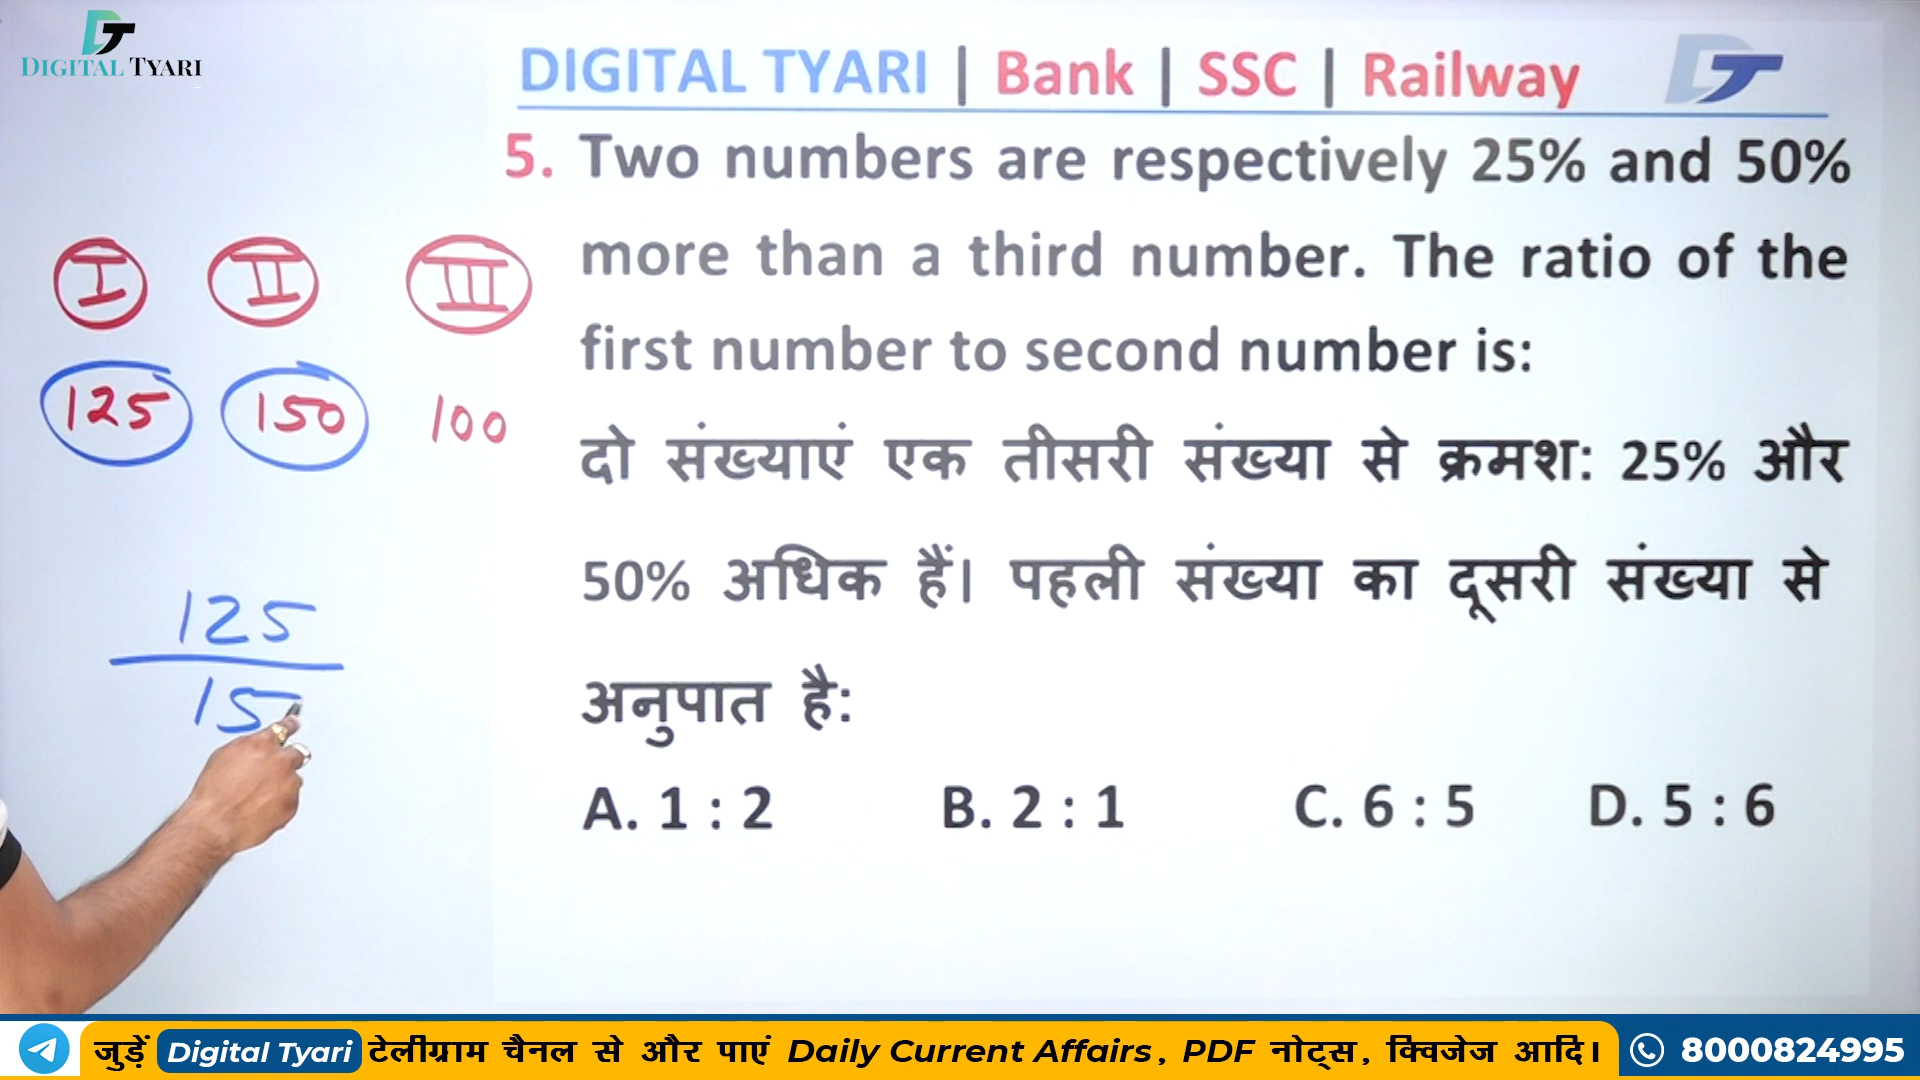 DT
DIGITAL TYARI
DIGITAL TYARI | Bank | SSC | Railway DT
5. Two numbers are respectively 25% and 50%
more than a third number. The ratio of the
first number to second number is:
दो संख्याएं एक तीसरी संख्या से क्रमश: 25% और
50% अधिक हैं। पहली संख्या का दूसरी संख्या से
अनुपात है:
A. 1 : 2 B. 2 : 1 C. 6 : 5 D. 5 : 6
I II III
125 150 100
125
15
जुड़ें Digital Tyari टेलीग्राम चैनल से और पाएं Daily Current Affairs, PDF नोट्स, क्विजेज आदि। 8000824995